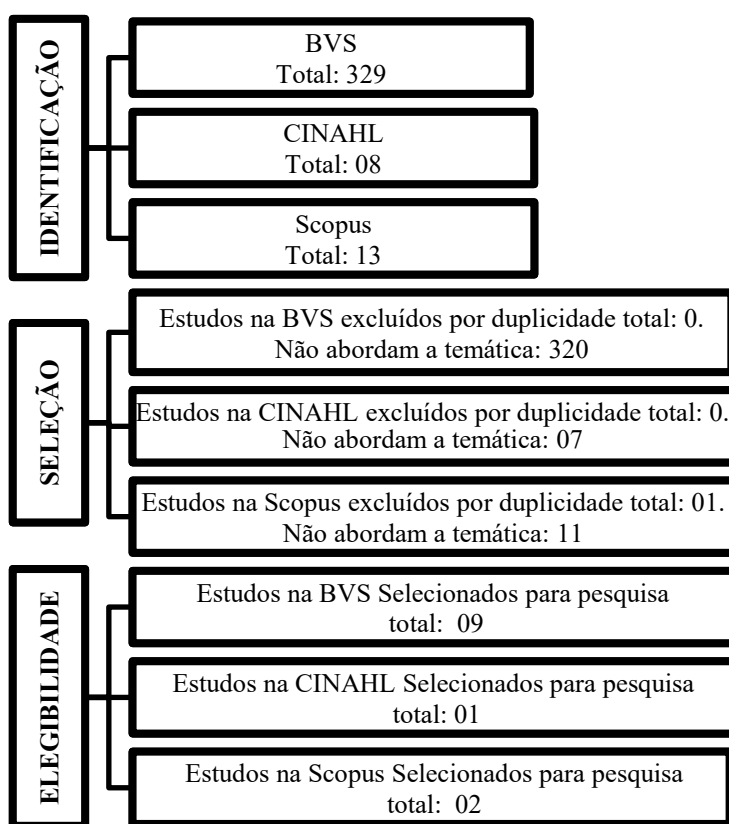 IDENTIFICAÇÃO
BVS
Total: 329
CINAHL
Total: 08
Scopus
Total: 13
SELEÇÃO
Estudos na BVS excluídos por duplicidade total: 0.
Não abordam a temática: 320
Estudos na CINAHL excluídos por duplicidade total: 0.
Não abordam a temática: 07
Estudos na Scopus excluídos por duplicidade total: 01.
Não abordam a temática: 11
ELEGIBILIDADE
Estudos na BVS Selecionados para pesquisa
total: 09
Estudos na CINAHL Selecionados para pesquisa
total: 01
Estudos na Scopus Selecionados para pesquisa
total: 02